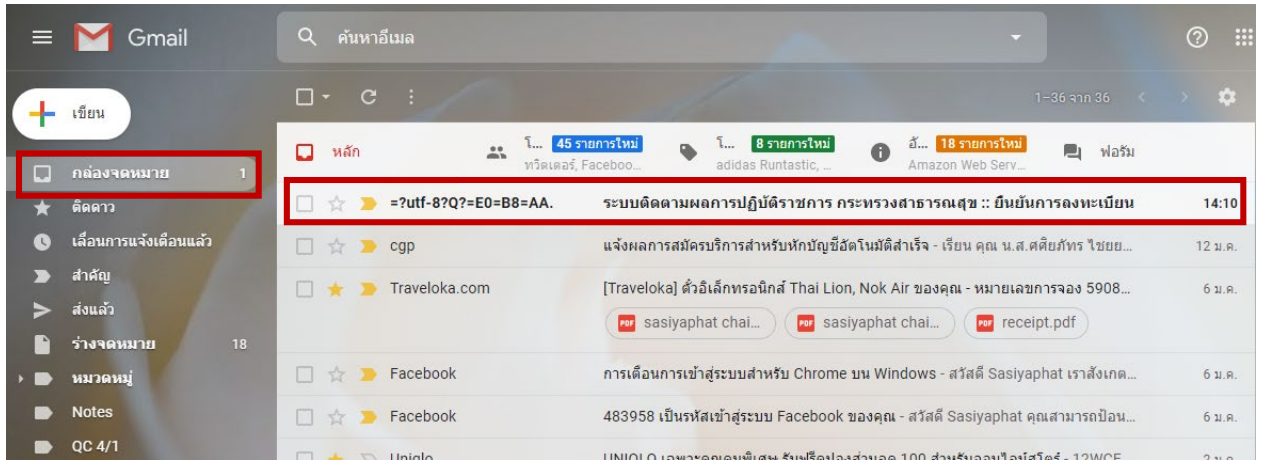 Gmail
ค้นหาอีเมล
เขียน
1–36 จาก 36
หลัก
โ... 45 รายการใหม่
ทวิตเตอร์, Faceboo...
โ... 8 รายการใหม่
adidas Runtastic, ...
อั... 18 รายการใหม่
Amazon Web Serv...
ฟอรัม
กล่องจดหมาย 1
ติดดาว
เลื่อนการแจ้งเตือนแล้ว
สำคัญ
ส่งแล้ว
ร่างจดหมาย 18
หมวดหมู่
Notes
QC 4/1
=?utf-8?Q?=E0=B8=AA. ระบบติดตามผลการปฏิบัติราชการ กระทรวงสาธารณสุข :: ยืนยันการลงทะเบียน 14:10
cgp แจ้งผลการสมัครบริการสำหรับหักบัญชีอัตโนมัติสำเร็จ - เรียน คุณ น.ส.ศศิยภัทร ไชยย... 12 ม.ค.
Traveloka.com [Traveloka] ตั๋วอิเล็กทรอนิกส์ Thai Lion, Nok Air ของคุณ - หมายเลขการจอง 5908... 6 ม.ค.
PDF sasiyaphat chai... PDF sasiyaphat chai... PDF receipt.pdf
Facebook การเตือนการเข้าสู่ระบบสำหรับ Chrome บน Windows - สวัสดี Sasiyaphat เราสังเกต... 6 ม.ค.
Facebook 483958 เป็นรหัสเข้าสู่ระบบ Facebook ของคุณ - สวัสดี Sasiyaphat คุณสามารถป้อน... 6 ม.ค.
Uniqlo